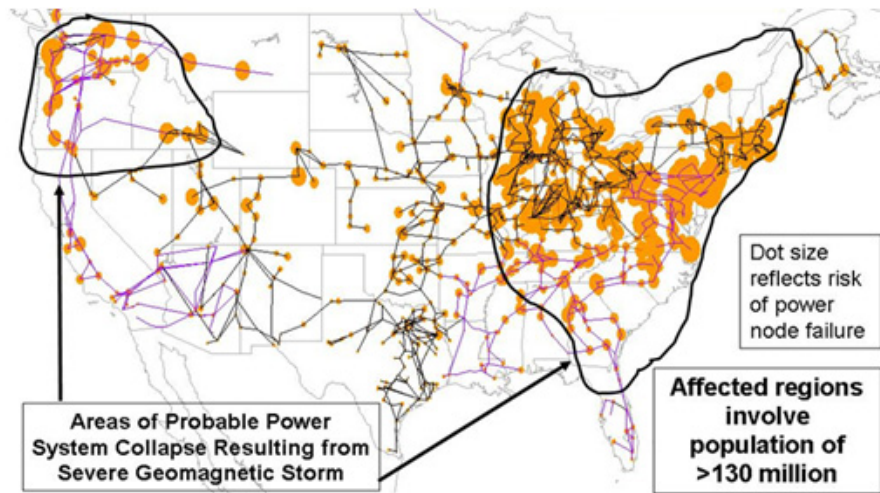 Dot size
reflects risk
of power
node failure
Areas of Probable Power
System Collapse Resulting from
Severe Geomagnetic Storm
Affected regions
involve
population of
>130 million